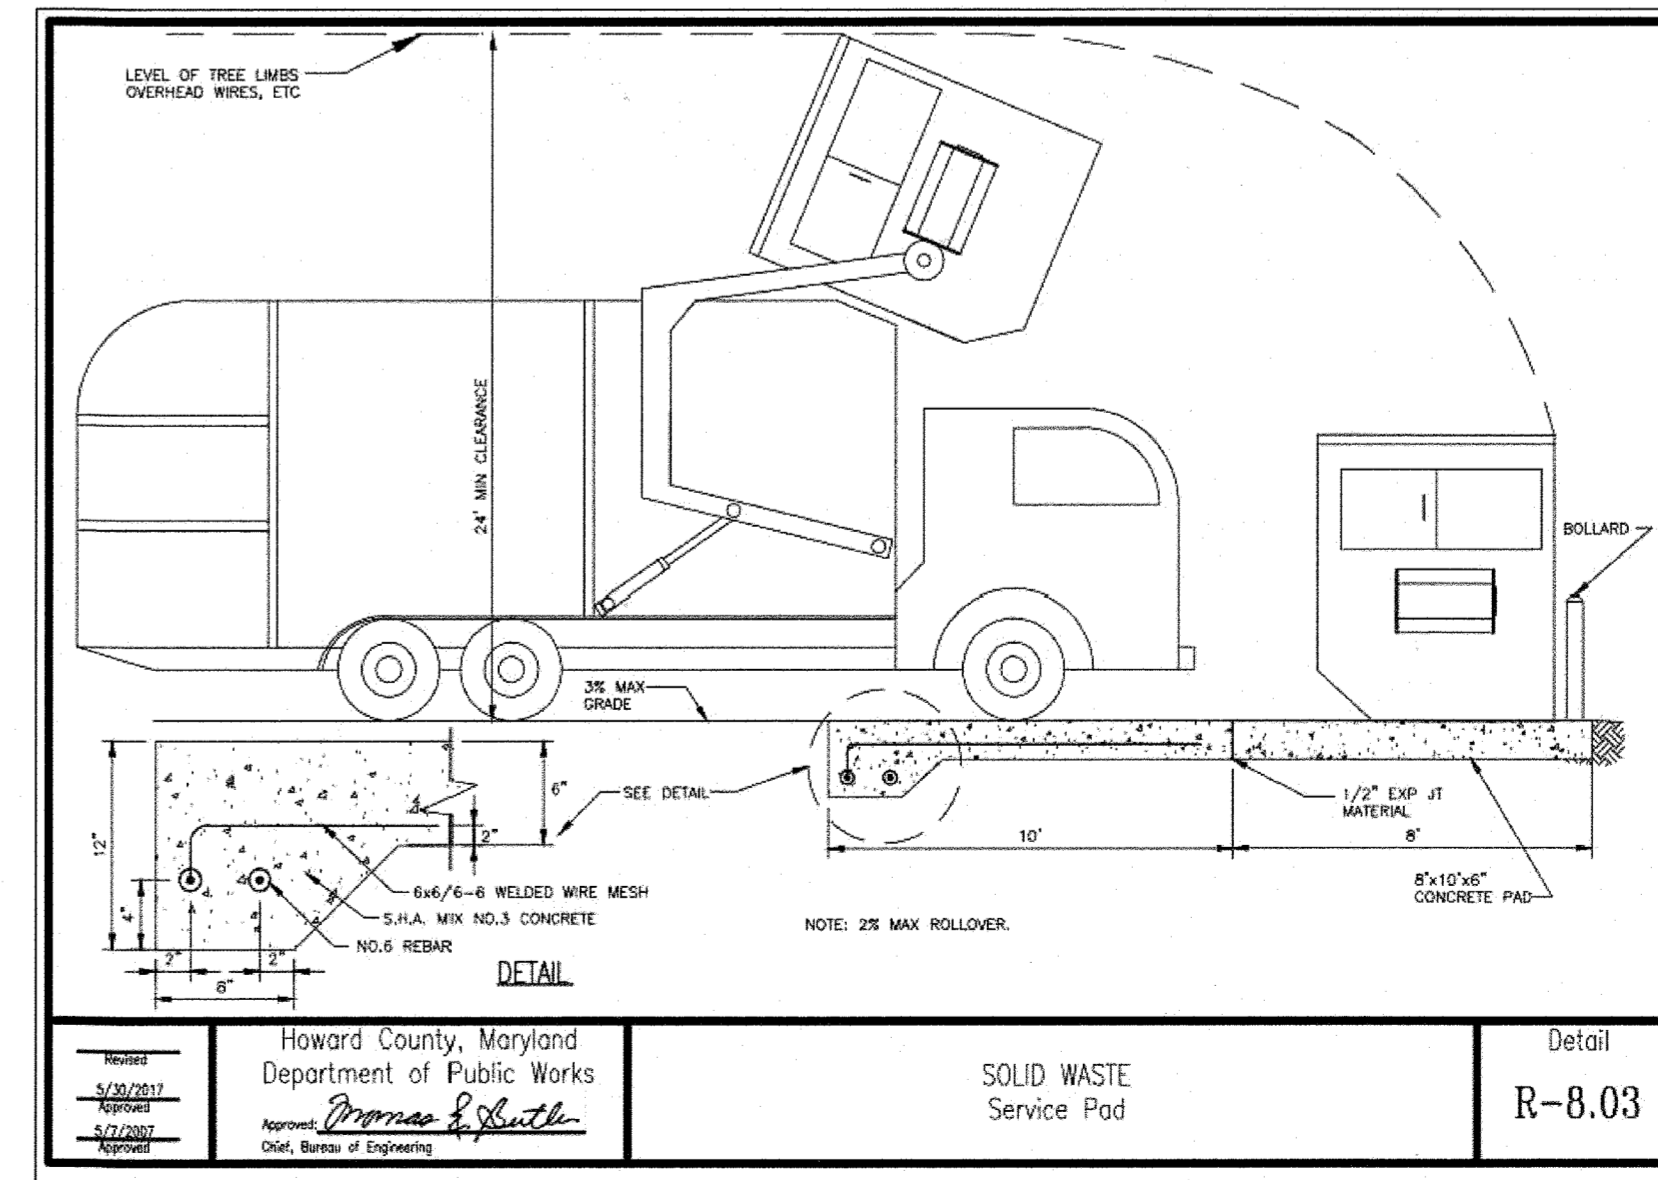 LEVEL OF TREE LIMBS
OVERHEAD WIRES, ETC
24' MIN CLEARANCE
BOLLARD
3% MAX
GRADE
SEE DETAIL
1/2" EXP JT
MATERIAL
10'
8'
8'x10'x6"
CONCRETE PAD
NOTE: 2% MAX ROLLOVER.
12"
4"
6"
2"
6x6/6-6 WELDED WIRE MESH
S.H.A. MIX NO.3 CONCRETE
NO.6 REBAR
2"
2"
8"
DETAIL
Revised
5/30/2017
Approved
5/7/2007
Approved
Howard County, Maryland
Department of Public Works
Approved: Thomas E. Butler
Chief, Bureau of Engineering
SOLID WASTE
Service Pad
Detail
R-8.03